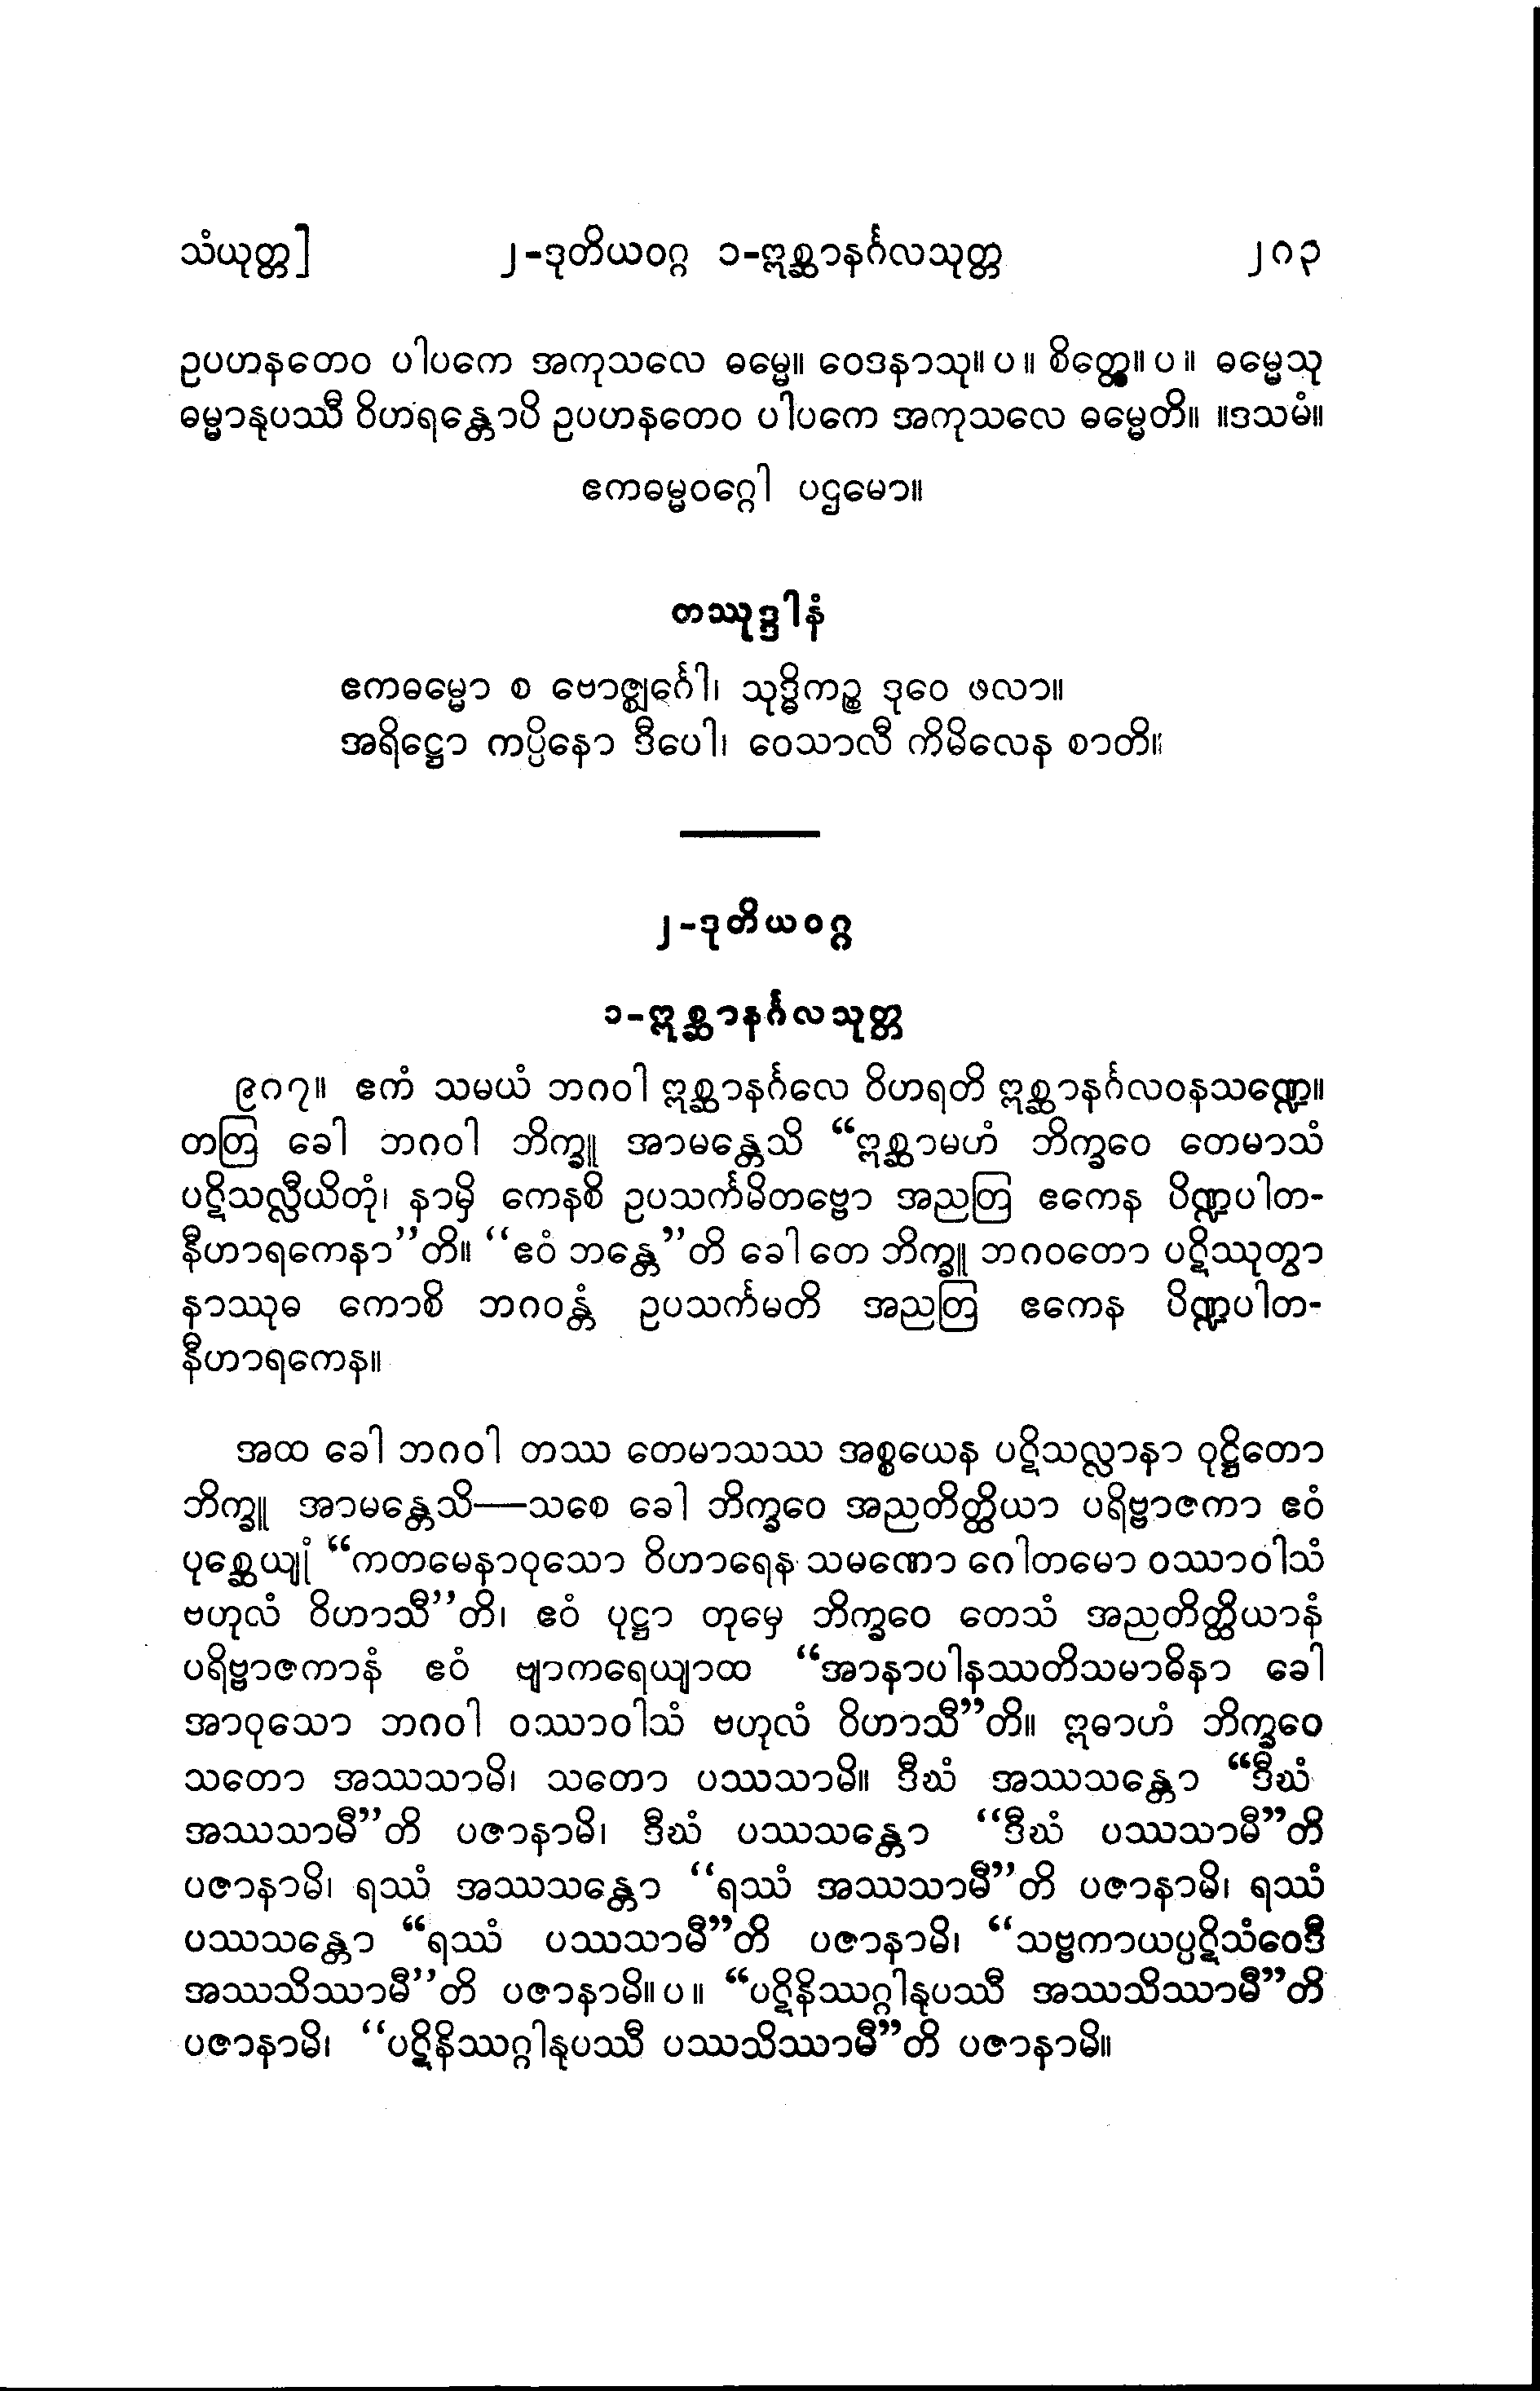 သံယုတ္တ]	၂-ဒုတိယဝဂ္ဂ ၁-ဣစ္ဆာနင်္ဂလသုတ္တ	၂၀၃
ဥပဟနတေဝ ပါပကေ အကုသလေ ဓမ္မေ။ ဝေဒနာသု။ပ။ စိတ္တေ။ပ။ ဓမ္မေသု
ဓမ္မာနုပဿီ ဝိဟရန္တောပိ ဥပဟနတေဝ ပါပကေ အကုသလေ ဓမ္မေတိ။ ။ဒသမံ။
ဧကဓမ္မဝဂ္ဂေါ ပဌမော။
တဿုဒ္ဒါနံ
ဧကဓမ္မော စ ဗောဇ္ဈင်္ဂေါ၊ သုဒ္ဓိကဉ္စ ဒုဝေ ဖလာ။
အရိဋ္ဌော ကပ္ပိနော ဒီပေါ၊ ဝေသာလီ ကိမိလေန စာတိ။
၂-ဒုတိယဝဂ္ဂ
၁-ဣစ္ဆာနင်္ဂလသုတ္တ
၉၈၇။ ဧကံ သမယံ ဘဂဝါ ဣစ္ဆာနင်္ဂလေ ဝိဟရတိ ဣစ္ဆာနင်္ဂလဝနသဏ္ဍေ။
တတြ ခေါ ဘဂဝါ ဘိက္ခူ အာမန္တေသိ “ဣစ္ဆာမဟံ ဘိက္ခဝေ တေမာသံ
ပဋိသလ္လီယိတုံ၊ နာမှိ ကေနစိ ဥပသင်္ကမိတဗ္ဗော အညတြ ဧကေန ပိဏ္ဍပါတ-
နီဟာရကေနာ”တိ။ “ဧဝံ ဘန္တေ”တိ ခေါ တေ ဘိက္ခူ ဘဂဝတော ပဋိဿုတွာ
နာဿုဓ ကောစိ ဘဂဝန္တံ ဥပသင်္ကမတိ အညတြ ဧကေန ပိဏ္ဍပါတ-
နီဟာရကေန။
အထ ခေါ ဘဂဝါ တဿ တေမာသဿ အစ္စယေန ပဋိသလ္လာနာ ဝုဋ္ဌိတော
ဘိက္ခူ အာမန္တေသိ—သစေ ခေါ ဘိက္ခဝေ အညတိတ္ထိယာ ပရိဗ္ဗာဇကာ ဧဝံ
ပုစ္ဆေယျုံ “ကတမေနာဝုသော ဝိဟာရေန သမဏော ဂေါတမော ဝဿာဝါသံ
ဗဟုလံ ဝိဟာသီ”တိ၊ ဧဝံ ပုဋ္ဌာ တုမှေ ဘိက္ခဝေ တေသံ အညတိတ္ထိယာနံ
ပရိဗ္ဗာဇကာနံ ဧဝံ ဗျာကရေယျာထ “အာနာပါနဿတိသမာဓိနာ ခေါ
အာဝုသော ဘဂဝါ ဝဿာဝါသံ ဗဟုလံ ဝိဟာသီ”တိ။ ဣဓာဟံ ဘိက္ခဝေ
သတော အဿသာမိ၊ သတော ပဿသာမိ။ ဒီဃံ အဿသန္တော “ဒီဃံ
အဿသာမီ”တိ ပဇာနာမိ၊ ဒီဃံ ပဿသန္တော “ဒီဃံ ပဿသာမီ”တိ
ပဇာနာမိ၊ ရဿံ အဿသန္တော “ရဿံ အဿသာမီ”တိ ပဇာနာမိ၊ ရဿံ
ပဿသန္တော “ရဿံ ပဿသာမီ”တိ ပဇာနာမိ၊ “သဗ္ဗကာယပ္ပဋိသံဝေဒီ
အဿသိဿာမီ”တိ ပဇာနာမိ။ပ။ “ပဋိနိဿဂ္ဂါနုပဿီ အဿသိဿာမီ”တိ
ပဇာနာမိ၊ “ပဋိနိဿဂ္ဂါနုပဿီ ပဿသိဿာမီ”တိ ပဇာနာမိ။